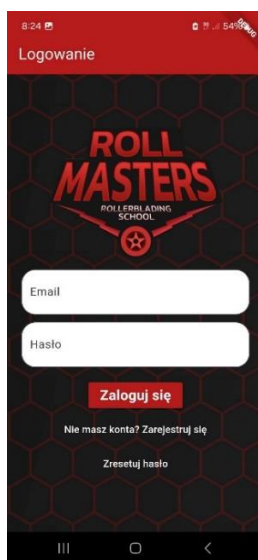 8:24
54%
DEBUG
Logowanie
ROLL
MASTERS
ROLLERBLADING
SCHOOL
Email
Hasło
Zaloguj się
Nie masz konta? Zarejestruj się
Zresetuj hasło